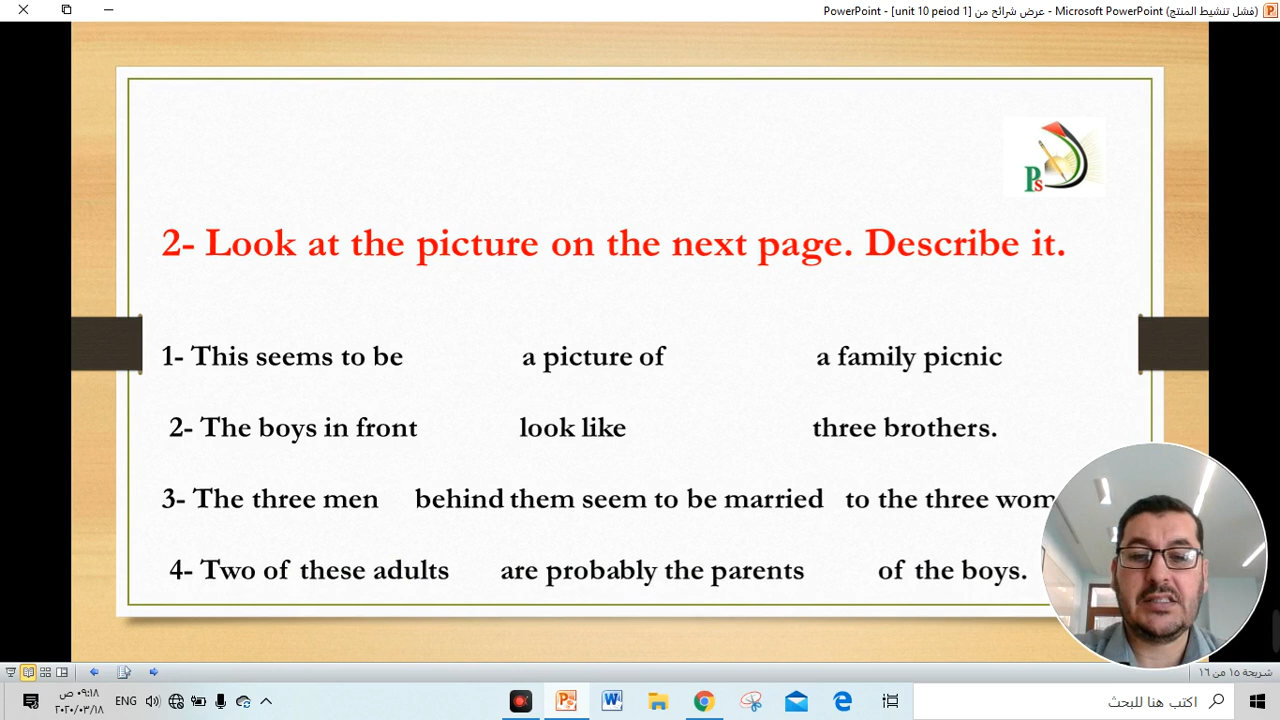 PowerPoint - [unit 10 peiod 1] عرض شرائح من - Microsoft PowerPoint (فشل تنشيط المنتج)
Ps
2- Look at the picture on the next page. Describe it.
1- This seems to be a picture of a family picnic
2- The boys in front look like three brothers.
3- The three men behind them seem to be married to the three wom
4- Two of these adults are probably the parents of the boys.
شريحة ١٥ من ١٦
ENG
٠٩:١٨ ص
اكتب هنا للبحث